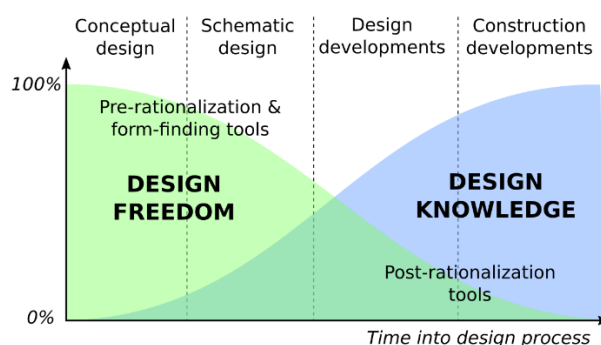 Conceptual
design
Schematic
design
Design
developments
Construction
developments
100%
Pre-rationalization &
form-finding tools
DESIGN
FREEDOM
DESIGN
KNOWLEDGE
Post-rationalization
tools
0%
Time into design process